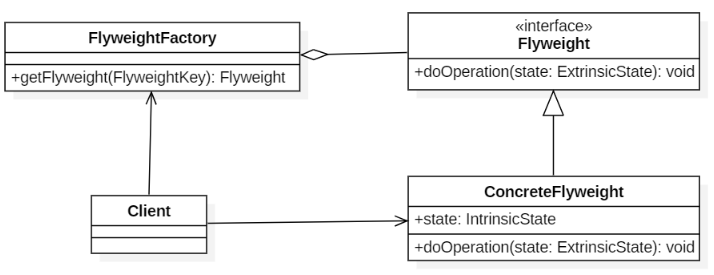 FlyweightFactory
+getFlyweight(FlyweightKey): Flyweight
«interface»
Flyweight
+doOperation(state: ExtrinsicState): void
Client
ConcreteFlyweight
+state: IntrinsicState
+doOperation(state: ExtrinsicState): void